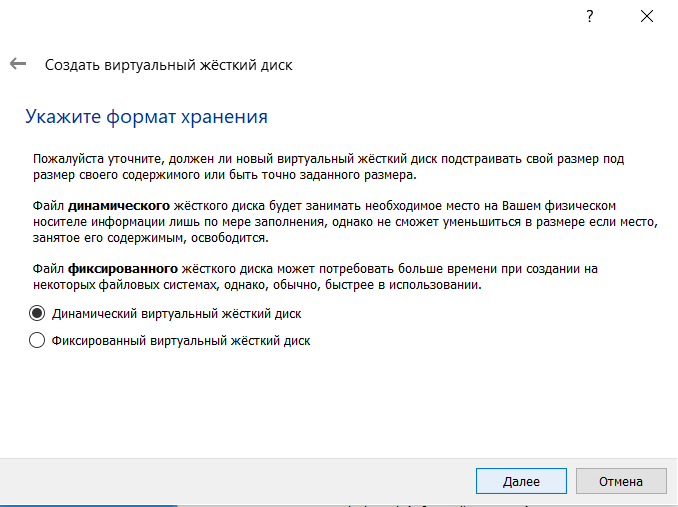 ?
Создать виртуальный жёсткий диск
Укажите формат хранения
Пожалуйста уточните, должен ли новый виртуальный жёсткий диск подстраивать свой размер под
размер своего содержимого или быть точно заданного размера.
Файл динамического жёсткого диска будет занимать необходимое место на Вашем физическом
носителе информации лишь по мере заполнения, однако не сможет уменьшиться в размере если место,
занятое его содержимым, освободится.
Файл фиксированного жёсткого диска может потребовать больше времени при создании на
некоторых файловых системах, однако, обычно, быстрее в использовании.
Динамический виртуальный жёсткий диск
Фиксированный виртуальный жёсткий диск
Далее
Отмена